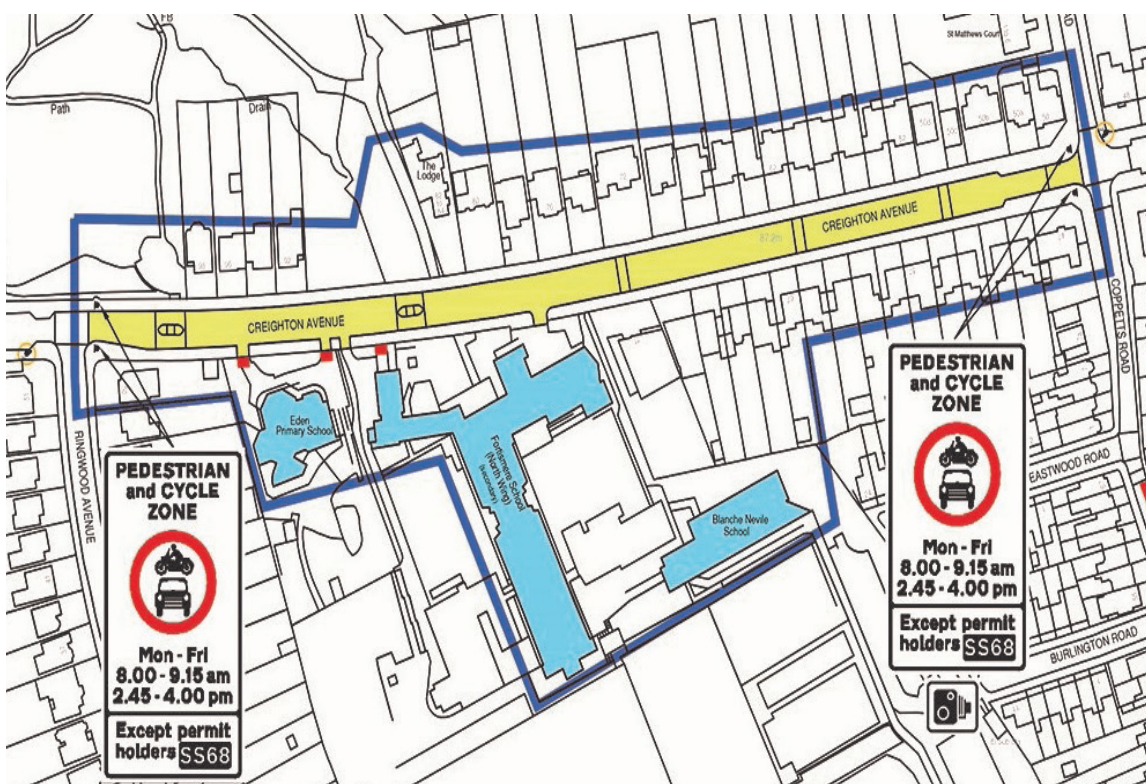 FB
Path
Drain
St Matthews Court
The
Lodge
CREIGHTON AVENUE
CREIGHTON AVENUE
RINGWOOD AVENUE
COPPETTS ROAD
EASTWOOD ROAD
BURLINGTON ROAD
Eden
Primary School
Fortismere School
(North Wing)
(secondary)
Blanche Nevile
School
PEDESTRIAN
and CYCLE
ZONE
Mon - Fri
8.00 - 9.15 am
2.45 - 4.00 pm
Except permit
holders SS68
PEDESTRIAN
and CYCLE
ZONE
Mon - Fri
8.00 - 9.15 am
2.45 - 4.00 pm
Except permit
holders SS68